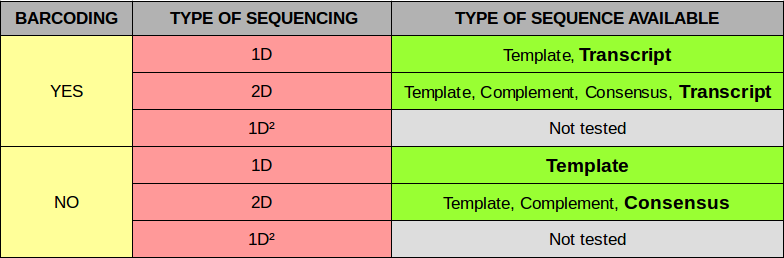 BARCODING TYPE OF SEQUENCING TYPE OF SEQUENCE AVAILABLE
YES
1D Template, Transcript
2D Template, Complement, Consensus, Transcript
1D² Not tested
NO
1D Template
2D Template, Complement, Consensus
1D² Not tested